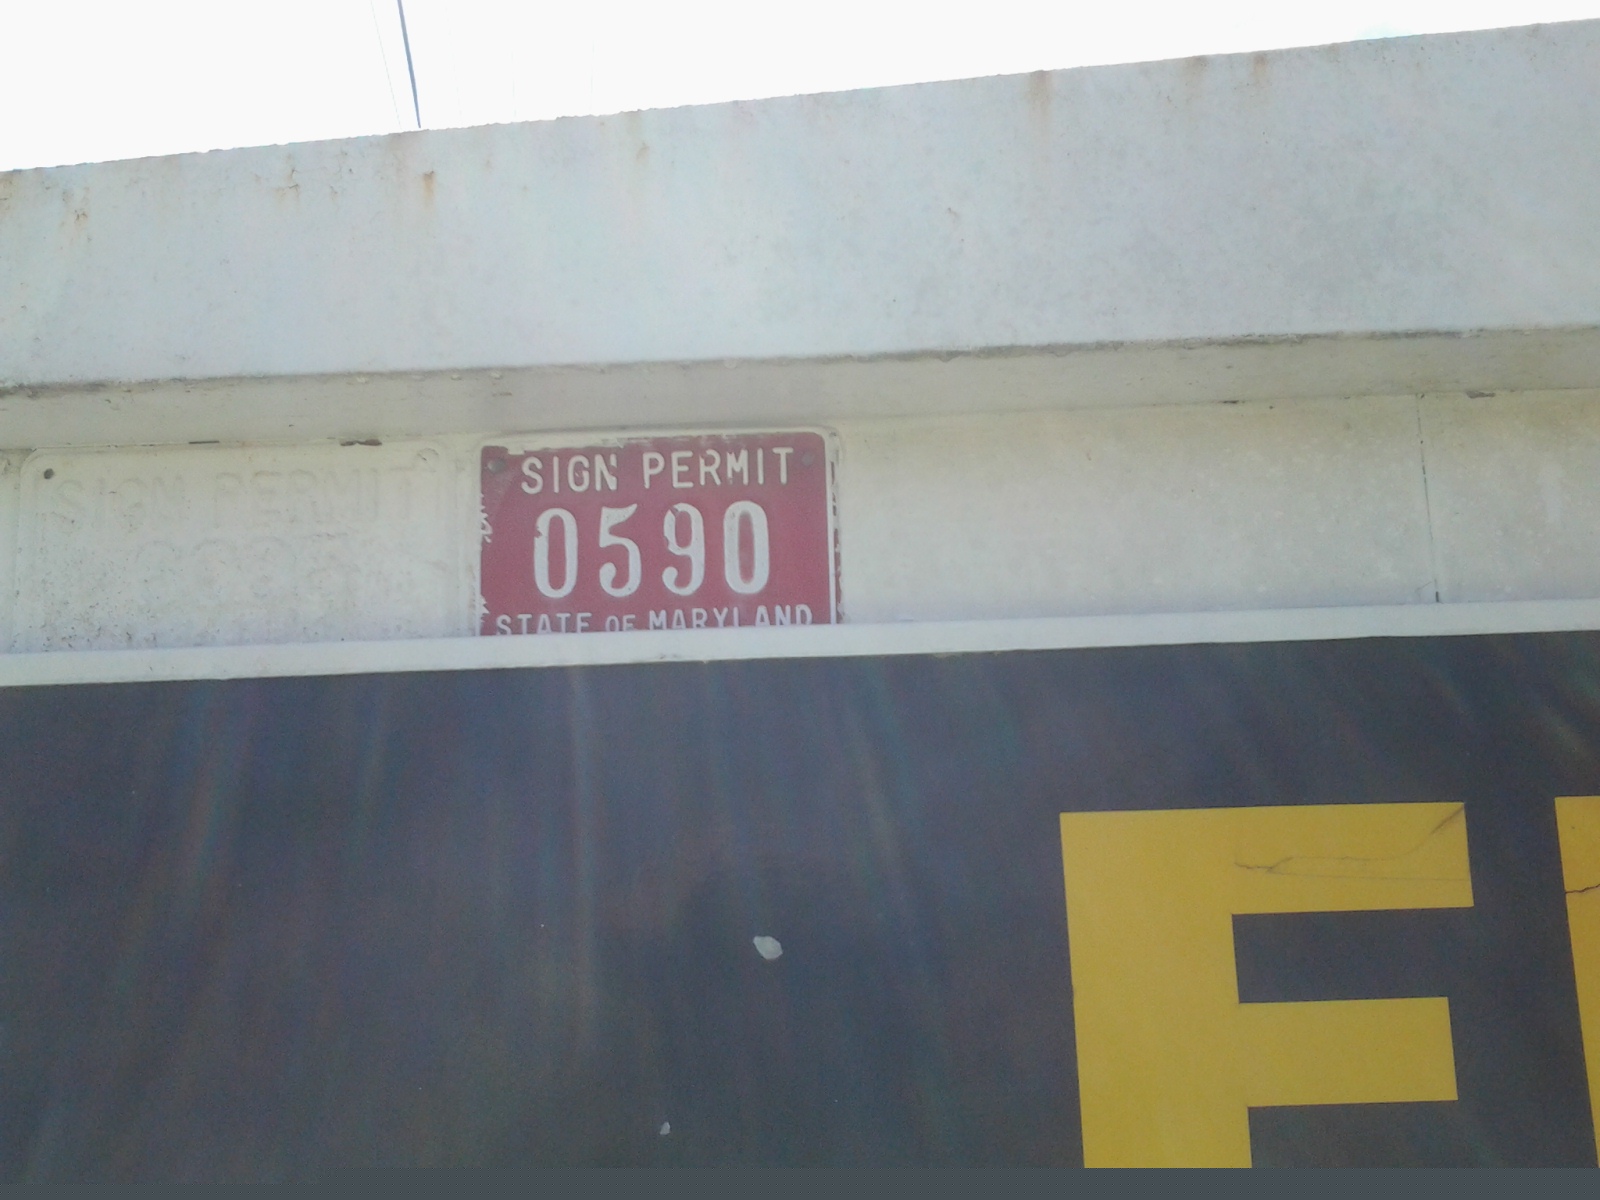 SIGN PERMIT
SIGN PERMIT
0590
STATE OF MARYLAND